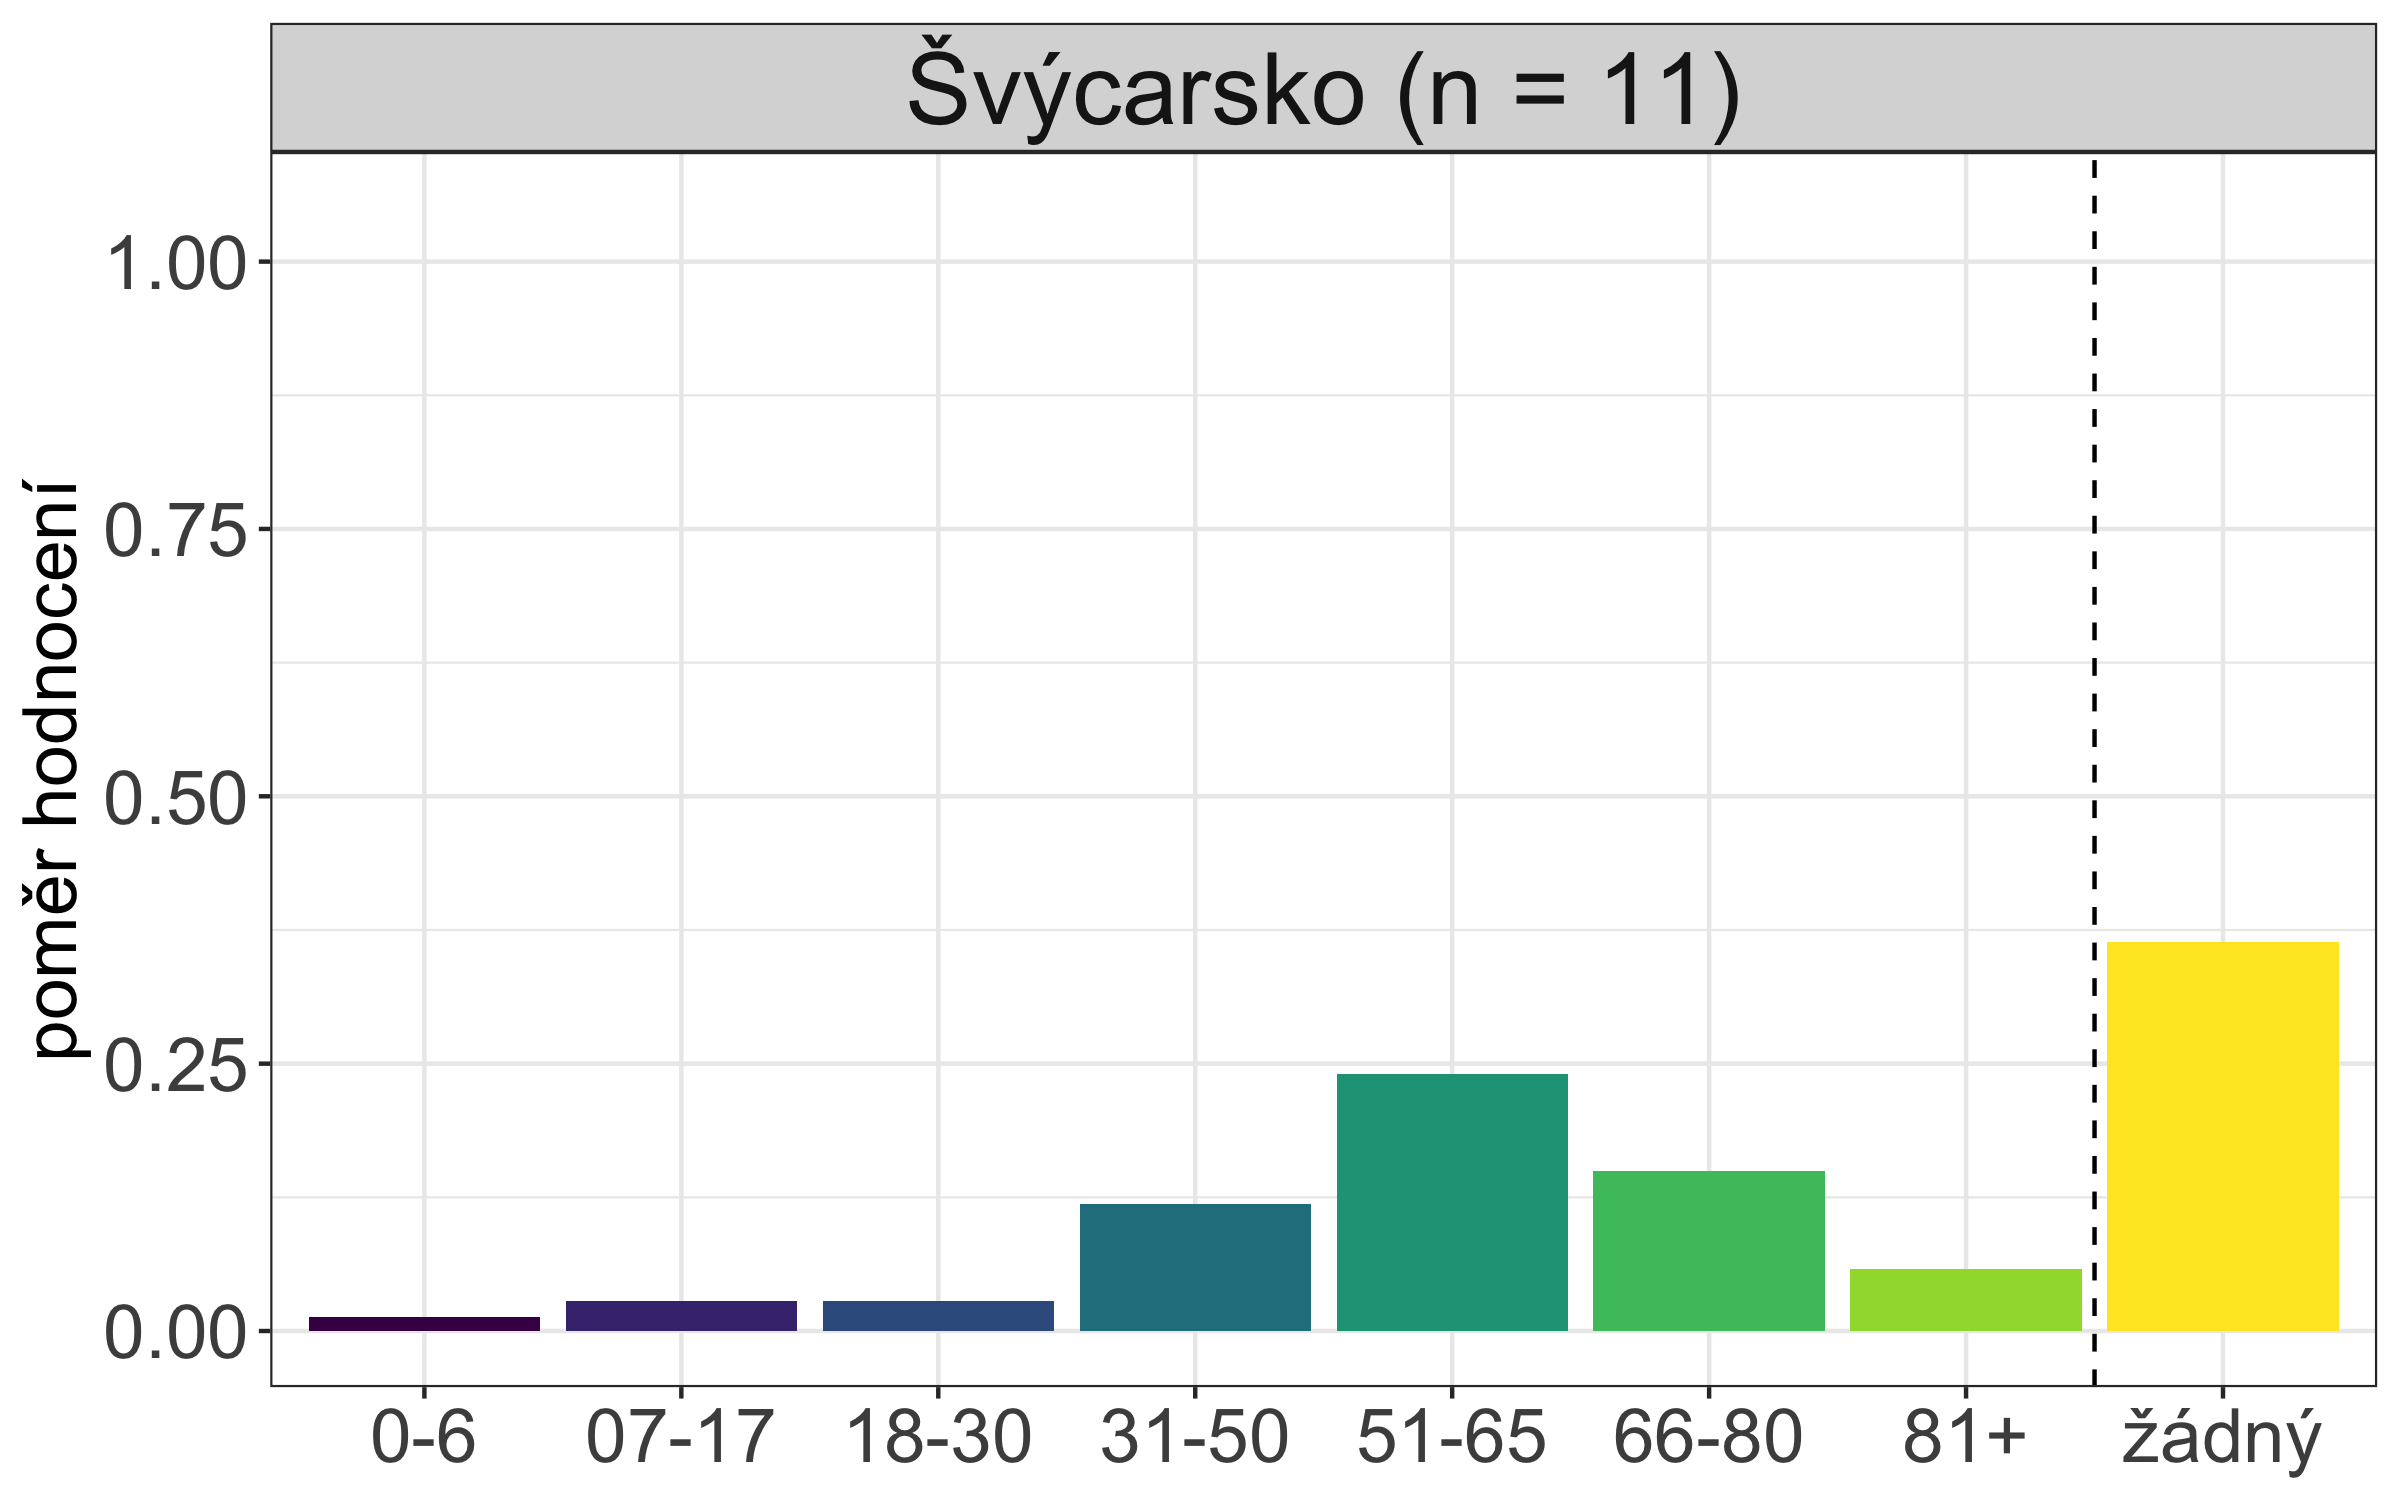 Švýcarsko (n = 11)
poměr hodnocení
1.00
0.75
0.50
0.25
0.00
0-6 07-17 18-30 31-50 51-65 66-80 81+ žádný